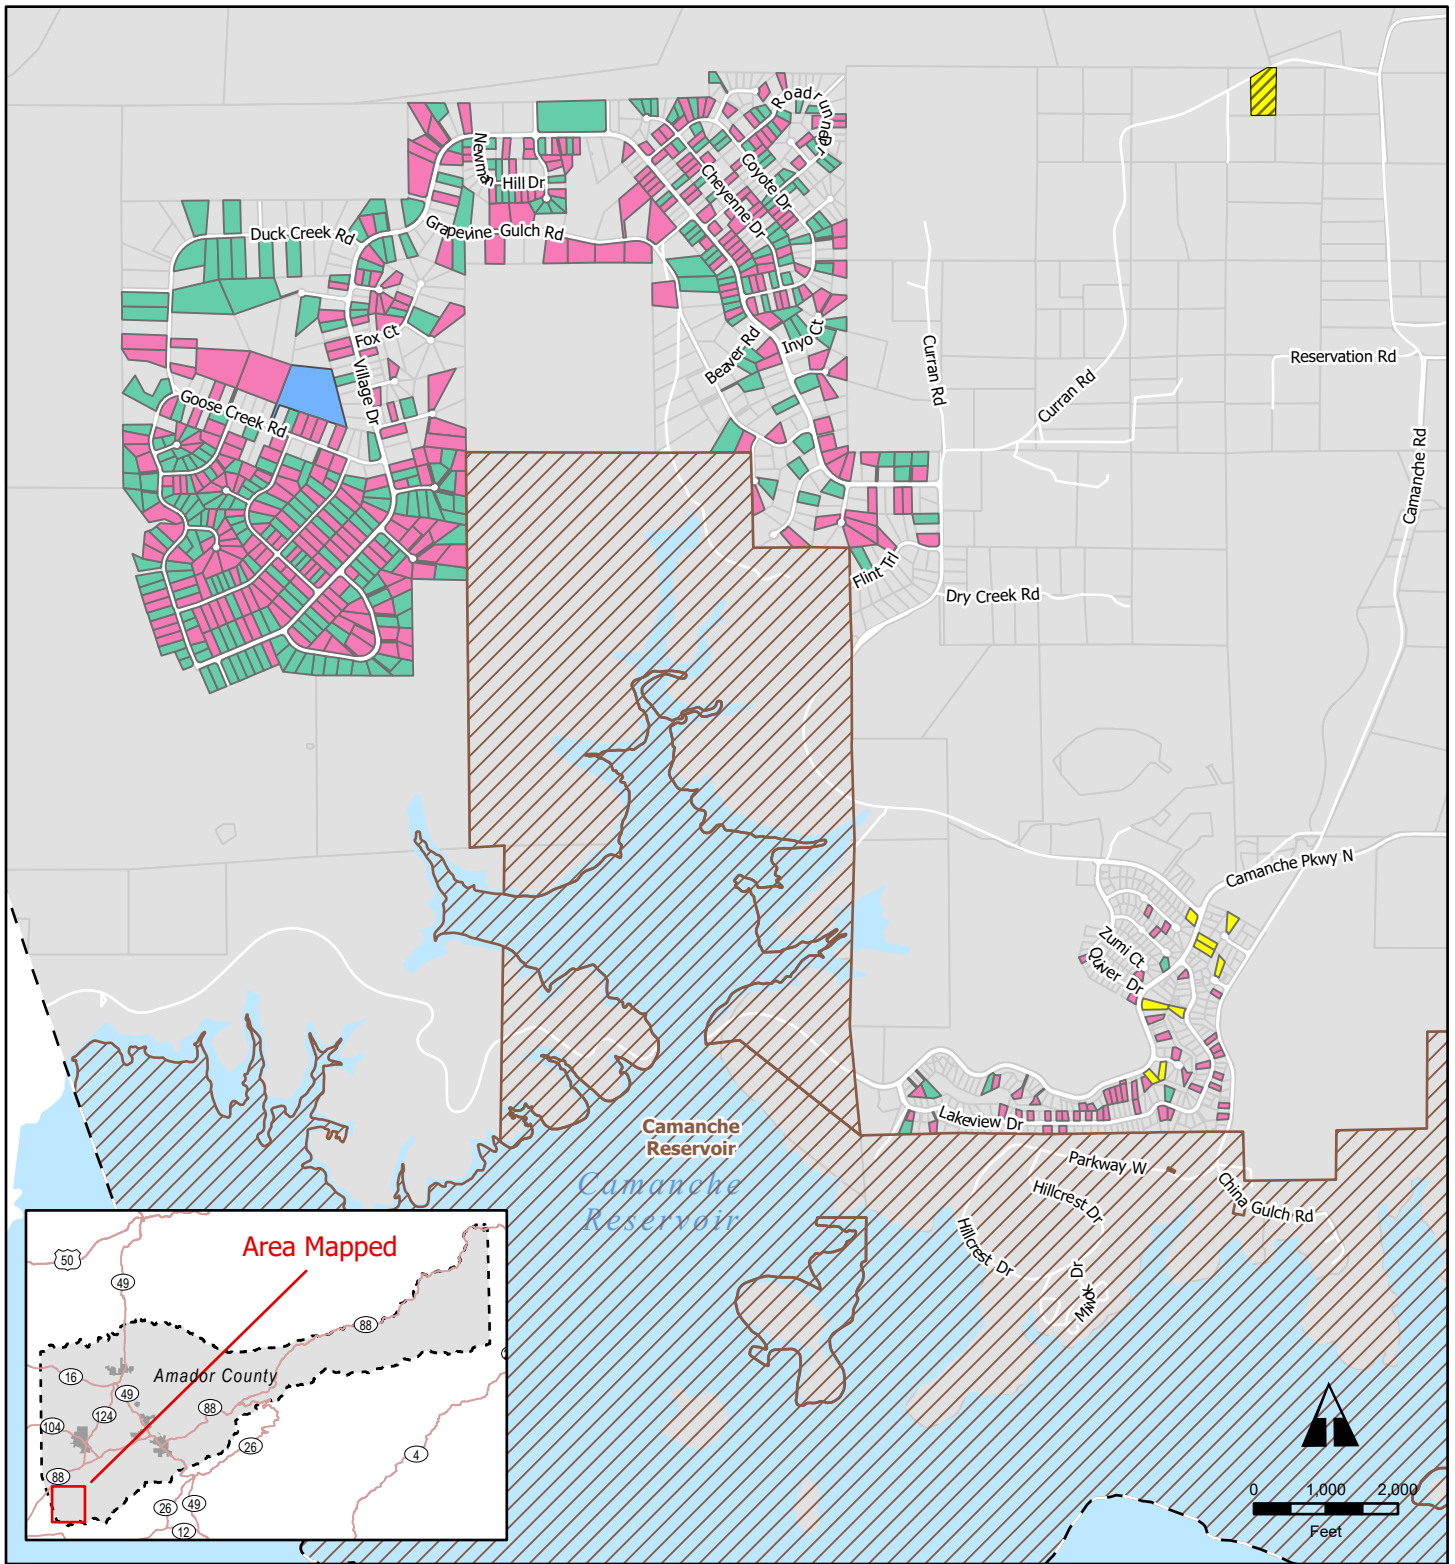 Roadrunner Dr
Newman Hill Dr
Coyote Dr
Cheyenne Dr
Duck Creek Rd
Grapevine Gulch Rd
Fox Ct
Inyo Ct
Beaver Rd
Village Dr
Goose Creek Rd
Curran Rd
Curran Rd
Reservation Rd
Camanche Rd
Flint Trl
Dry Creek Rd
Camanche Pkwy N
Zumi Ct
Quiver Dr
Lakeview Dr
Camanche
Reservoir
Camanche
Reservoir
Parkway W
Hillcrest Dr
China Gulch Rd
Hillcrest Dr
Miwok Dr
Area Mapped
50
49
88
16
Amador County
49
88
124
104
26
4
88
26
49
12
0 1,000 2,000
Feet